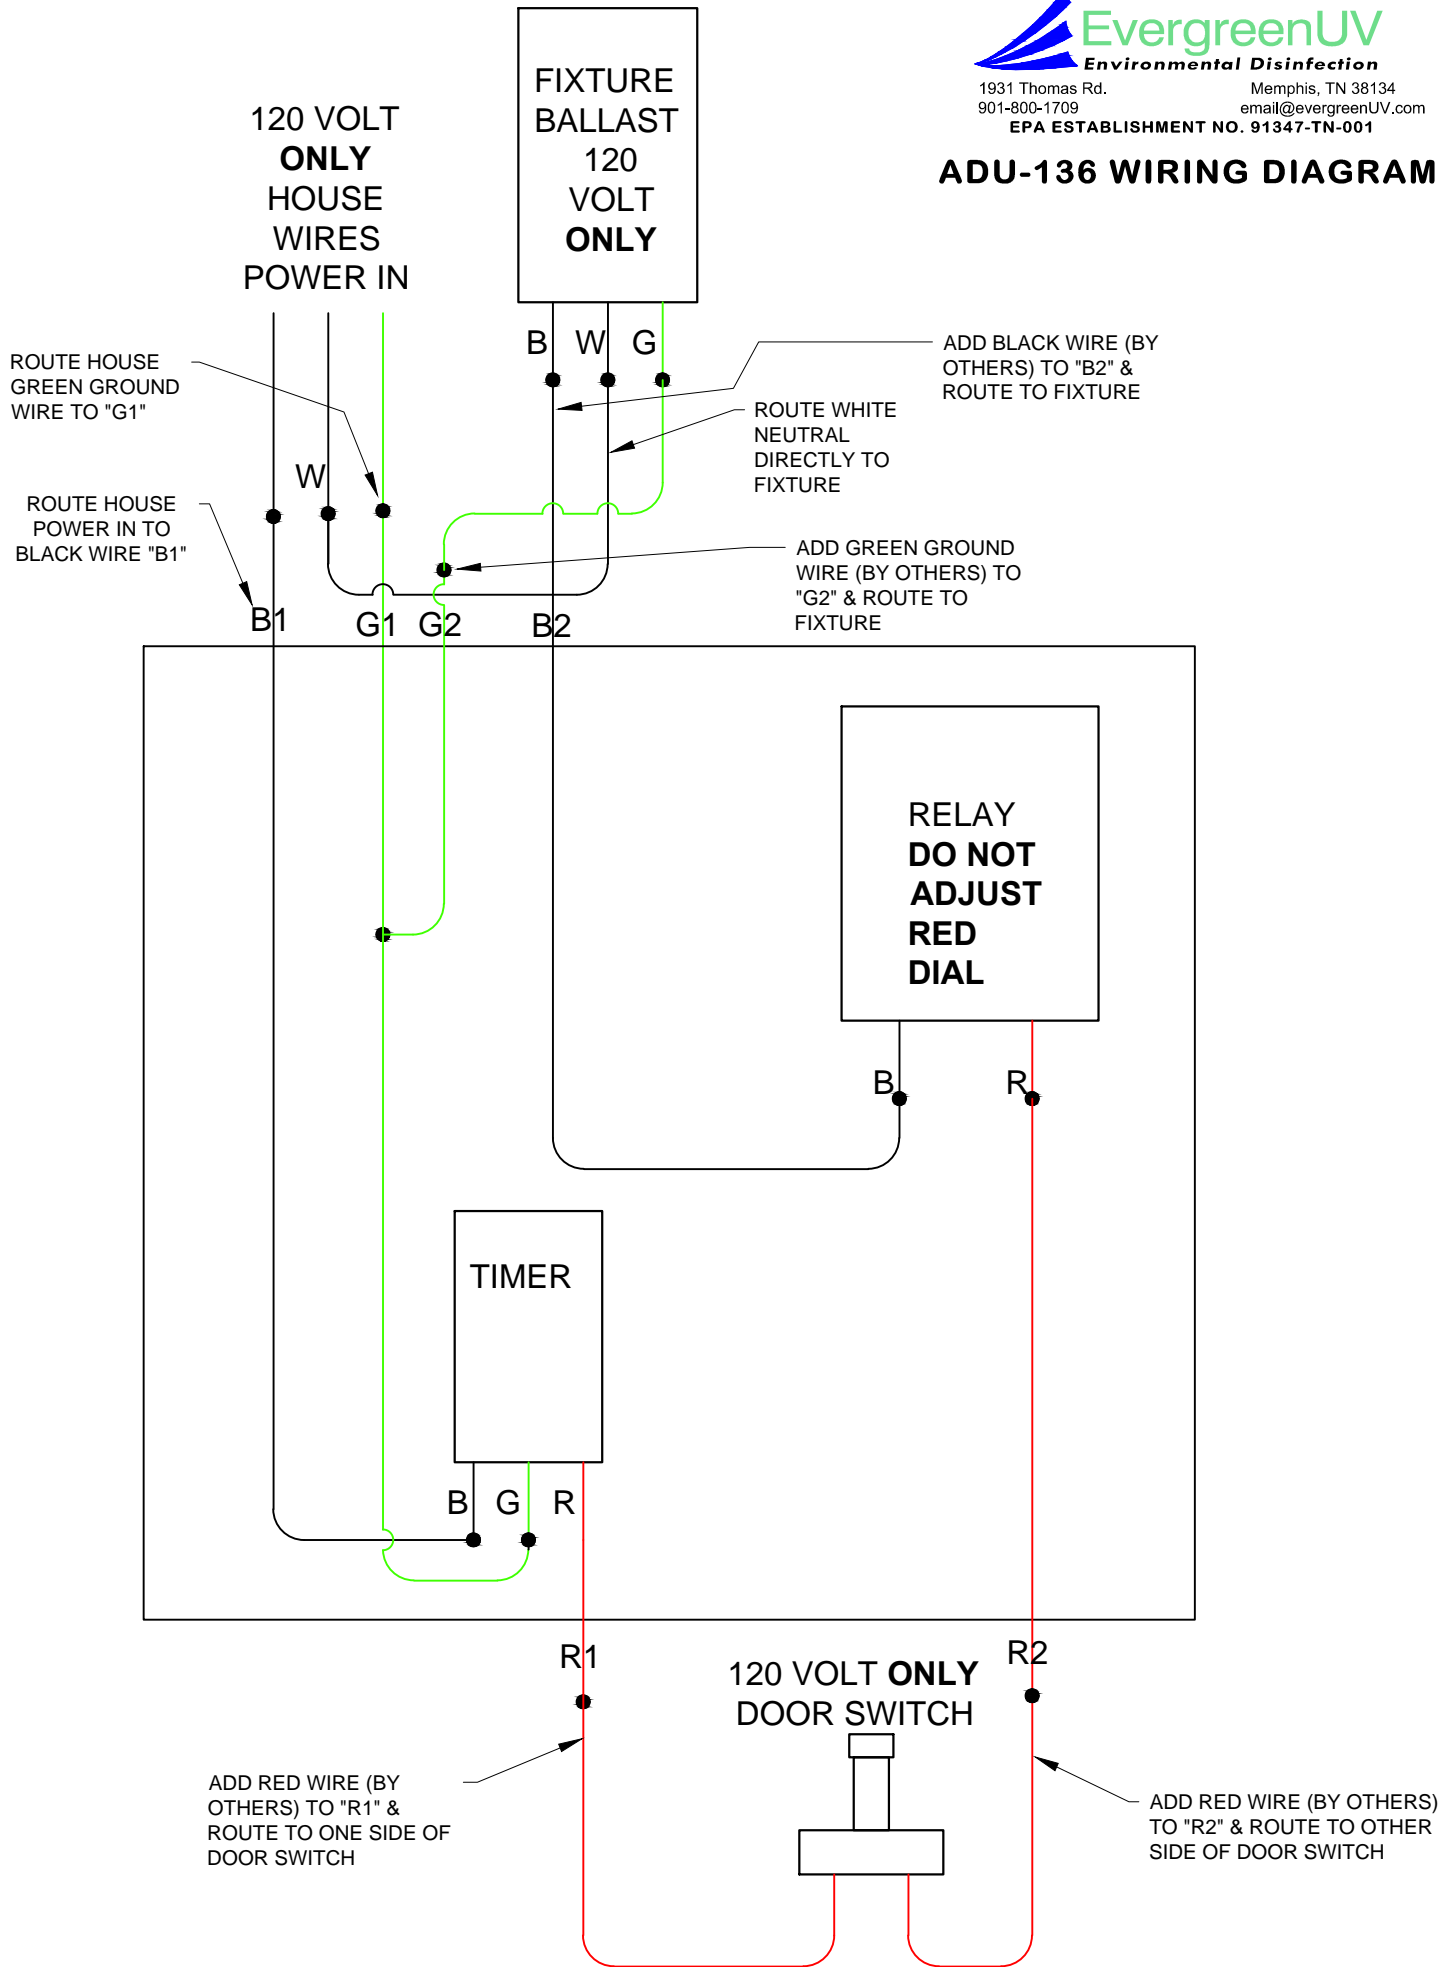 EvergreenUV
Environmental Disinfection
1931 Thomas Rd. Memphis, TN 38134
901-800-1709 email@evergreenUV.com
EPA ESTABLISHMENT NO. 91347-TN-001
ADU-136 WIRING DIAGRAM
120 VOLT
ONLY
HOUSE
WIRES
POWER IN
FIXTURE
BALLAST
120
VOLT
ONLY
B W G
ROUTE HOUSE
GREEN GROUND
WIRE TO "G1"
ADD BLACK WIRE (BY
OTHERS) TO "B2" &
ROUTE TO FIXTURE
ROUTE WHITE
NEUTRAL
DIRECTLY TO
FIXTURE
W
ROUTE HOUSE
POWER IN TO
BLACK WIRE "B1"
ADD GREEN GROUND
WIRE (BY OTHERS) TO
"G2" & ROUTE TO
FIXTURE
B1 G1 G2 B2
RELAY
DO NOT
ADJUST
RED
DIAL
B R
TIMER
B G R
R1 R2
120 VOLT ONLY
DOOR SWITCH
ADD RED WIRE (BY
OTHERS) TO "R1" &
ROUTE TO ONE SIDE OF
DOOR SWITCH
ADD RED WIRE (BY OTHERS)
TO "R2" & ROUTE TO OTHER
SIDE OF DOOR SWITCH